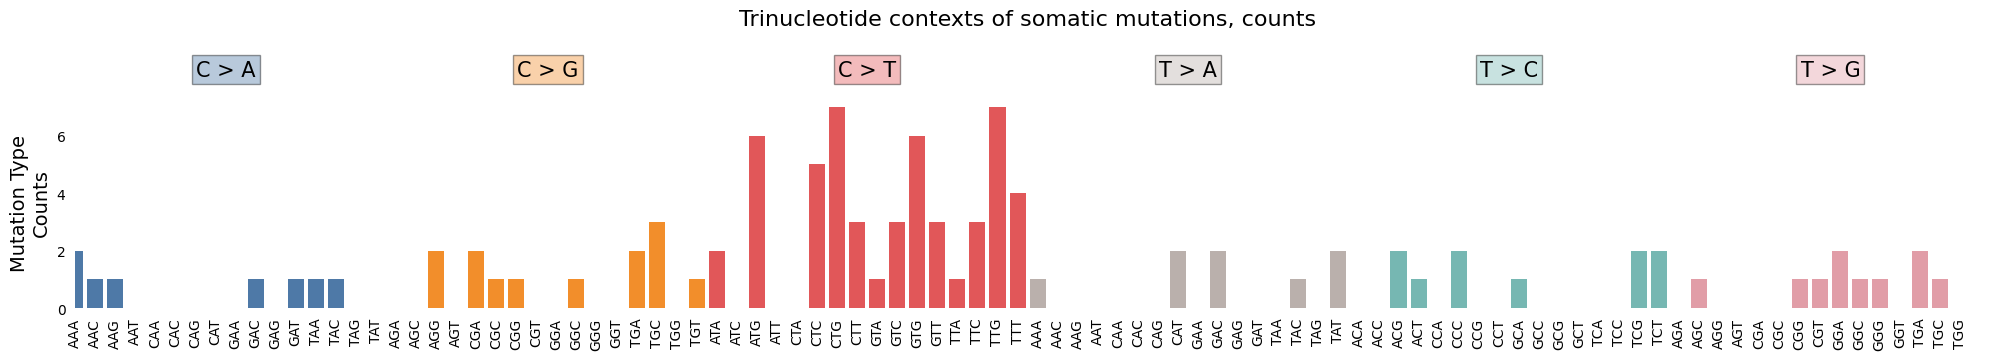 Trinucleotide contexts of somatic mutations, counts
C > A
C > G
C > T
T > A
T > C
T > G
Mutation Type
Counts
6
4
2
0
AAA
AAC
AAG
AAT
CAA
CAC
CAG
CAT
GAA
GAC
GAG
GAT
TAA
TAC
TAG
TAT
AGA
AGC
AGG
AGT
CGA
CGC
CGG
CGT
GGA
GGC
GGG
GGT
TGA
TGC
TGG
TGT
ATA
ATC
ATG
ATT
CTA
CTC
CTG
CTT
GTA
GTC
GTG
GTT
TTA
TTC
TTG
TTT
AAA
AAC
AAG
AAT
CAA
CAC
CAG
CAT
GAA
GAC
GAG
GAT
TAA
TAC
TAG
TAT
ACA
ACC
ACG
ACT
CCA
CCC
CCG
CCT
GCA
GCC
GCG
GCT
TCA
TCC
TCG
TCT
AGA
AGC
AGG
AGT
CGA
CGC
CGG
CGT
GGA
GGC
GGG
GGT
TGA
TGC
TGG